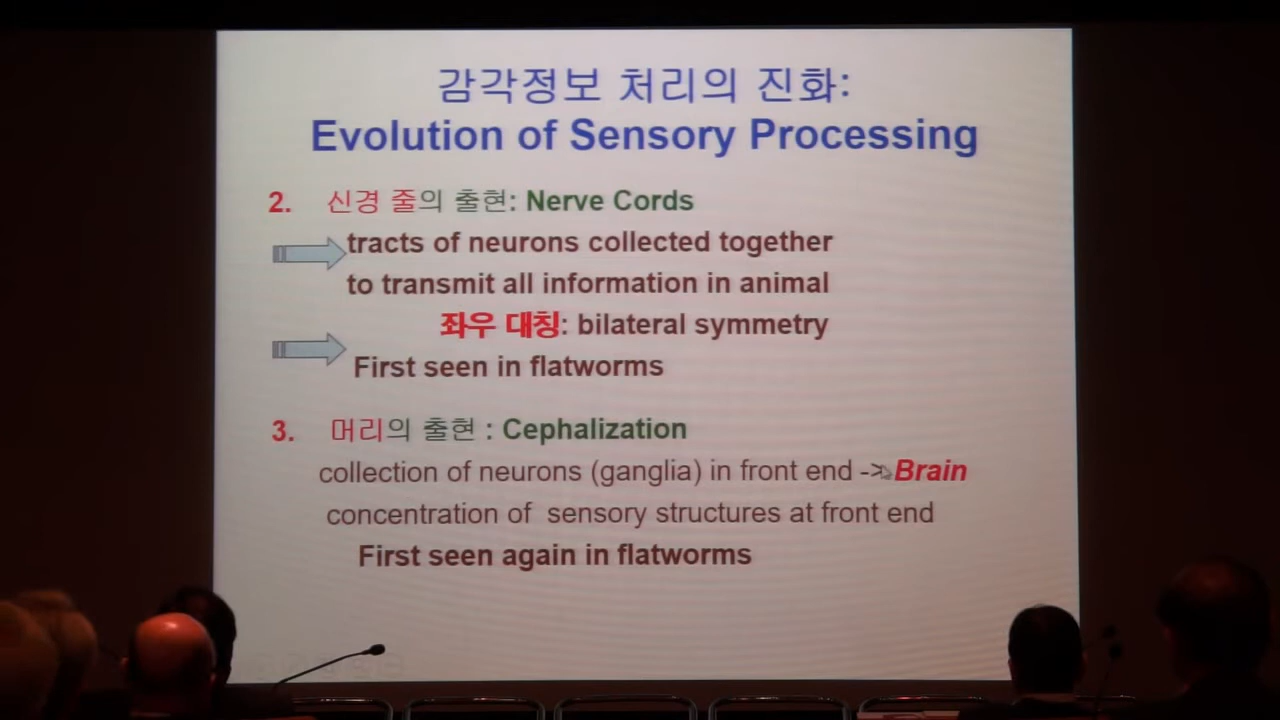 감각정보 처리의 진화:
Evolution of Sensory Processing
2. 신경 줄의 출현: Nerve Cords
tracts of neurons collected together
to transmit all information in animal
좌우 대칭: bilateral symmetry
First seen in flatworms
3. 머리의 출현 : Cephalization
collection of neurons (ganglia) in front end -> Brain
concentration of sensory structures at front end
First seen again in flatworms